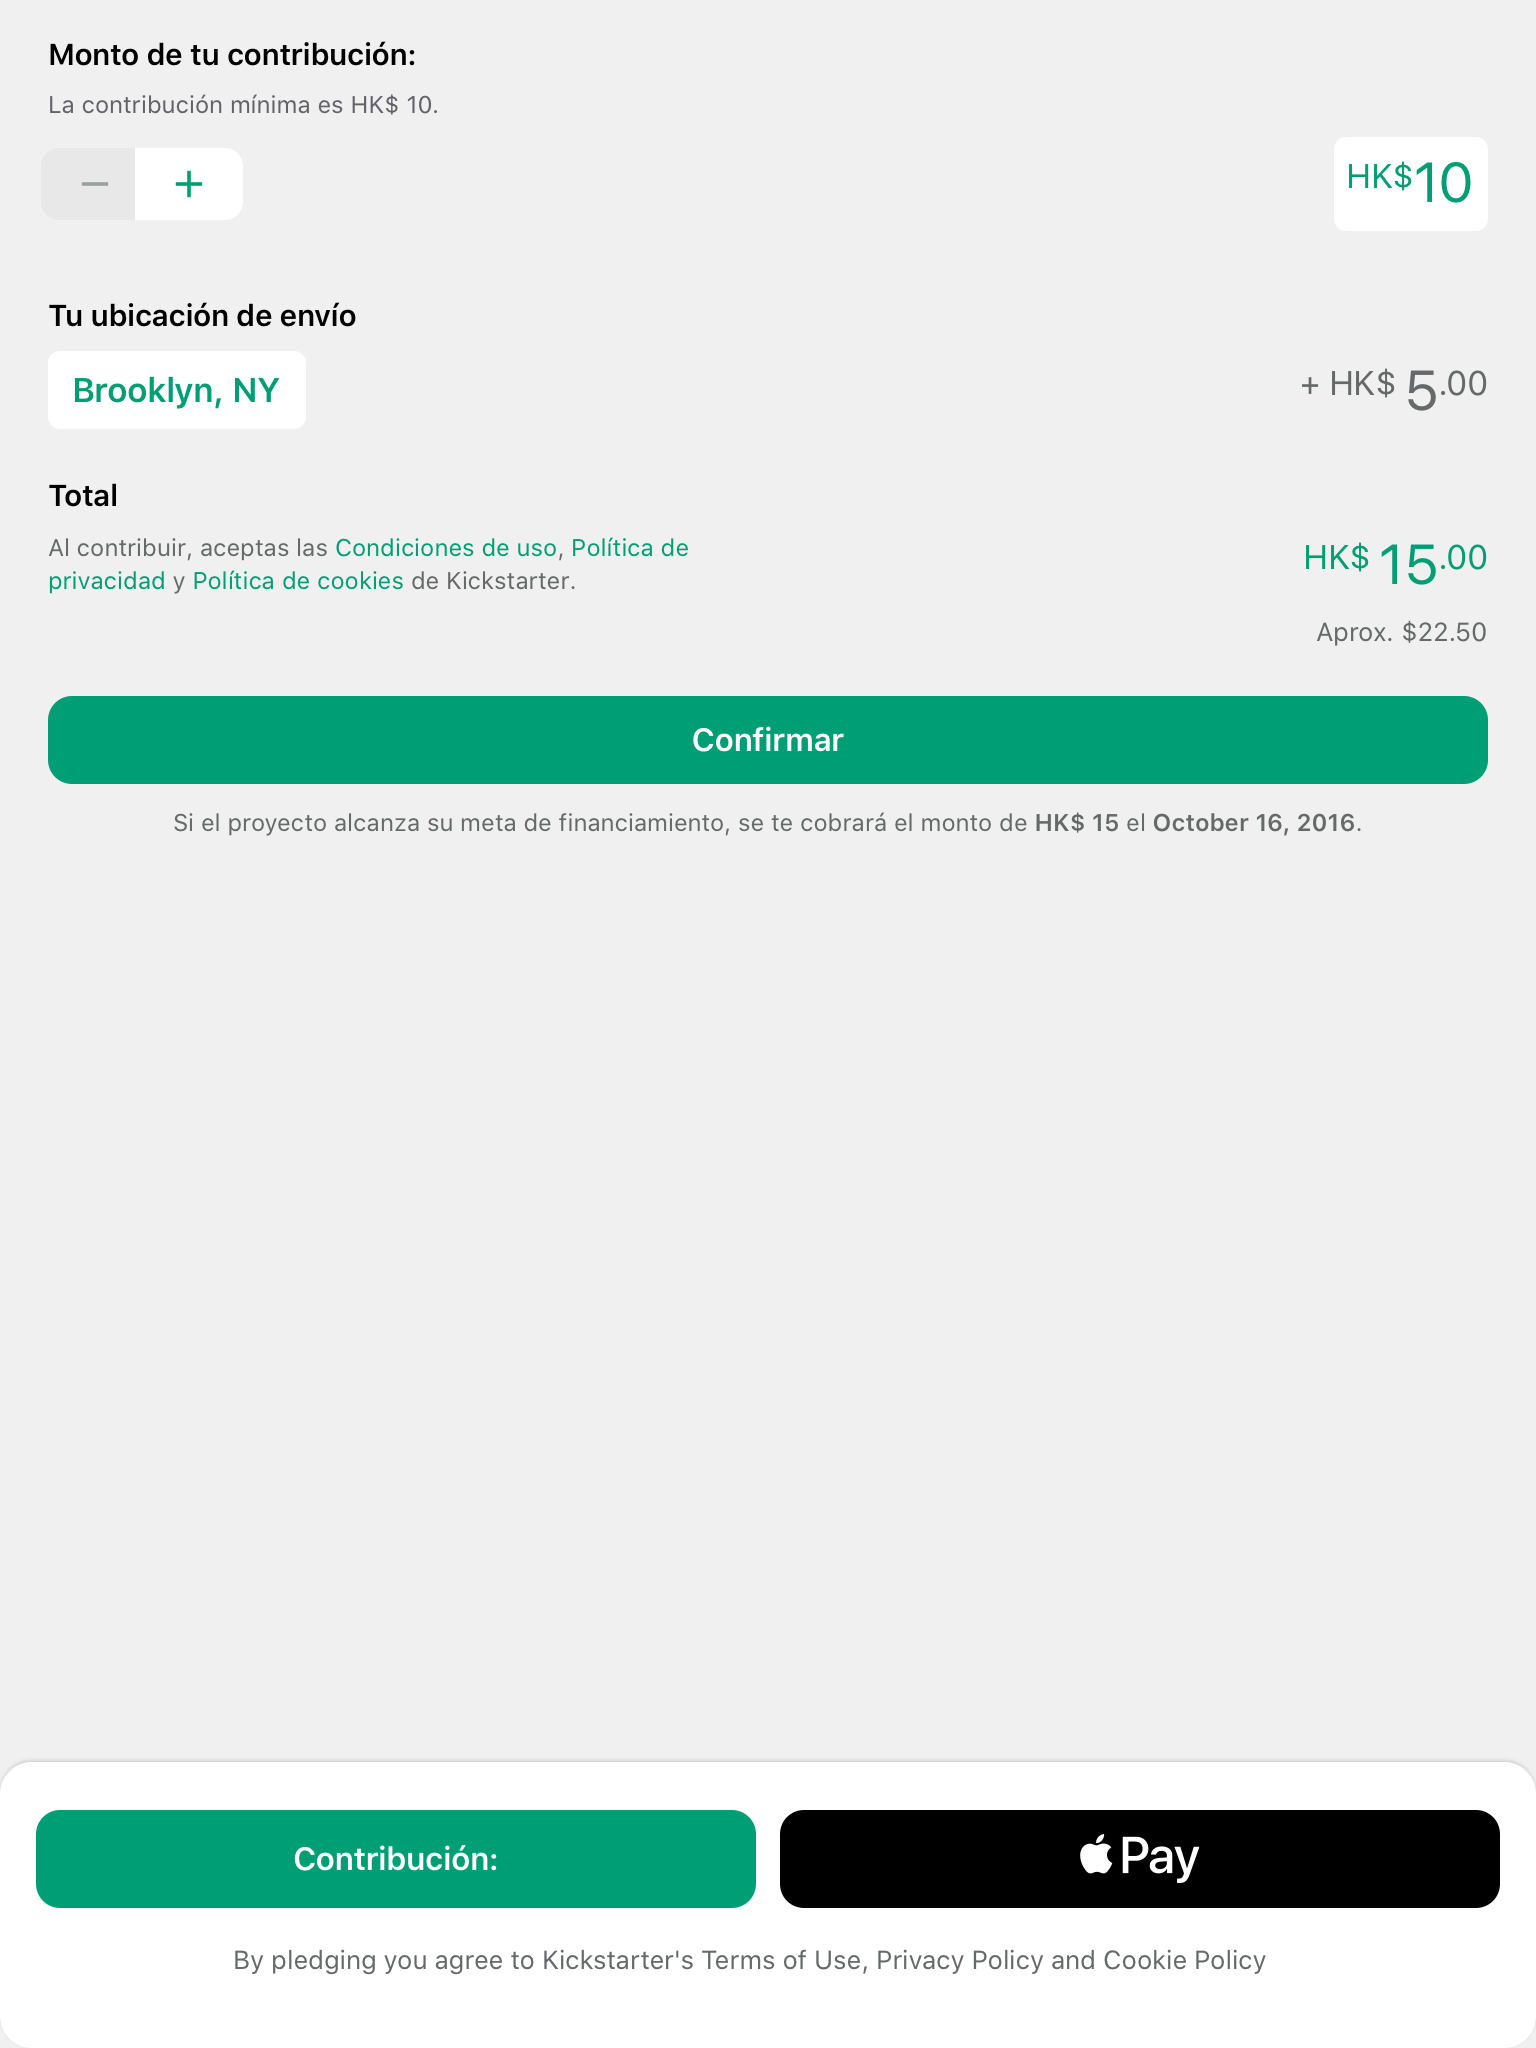 Monto de tu contribución:
La contribución mínima es HK$ 10.
HK$10
Tu ubicación de envío
Brooklyn, NY
+ HK$ 5.00
Total
Al contribuir, aceptas las Condiciones de uso, Política de
privacidad y Política de cookies de Kickstarter.
HK$ 15.00
Aprox. $22.50
Confirmar
Si el proyecto alcanza su meta de financiamiento, se te cobrará el monto de HK$ 15 el October 16, 2016.
Contribución:
Pay
By pledging you agree to Kickstarter's Terms of Use, Privacy Policy and Cookie Policy